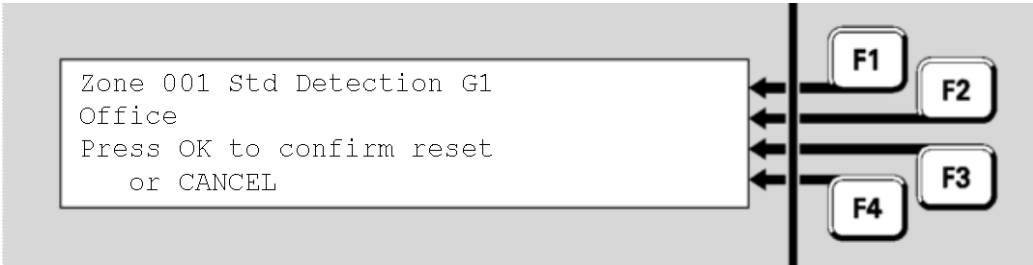 Zone 001 Std Detection G1
Office
Press OK to confirm reset
or CANCEL
F1
F2
F3
F4